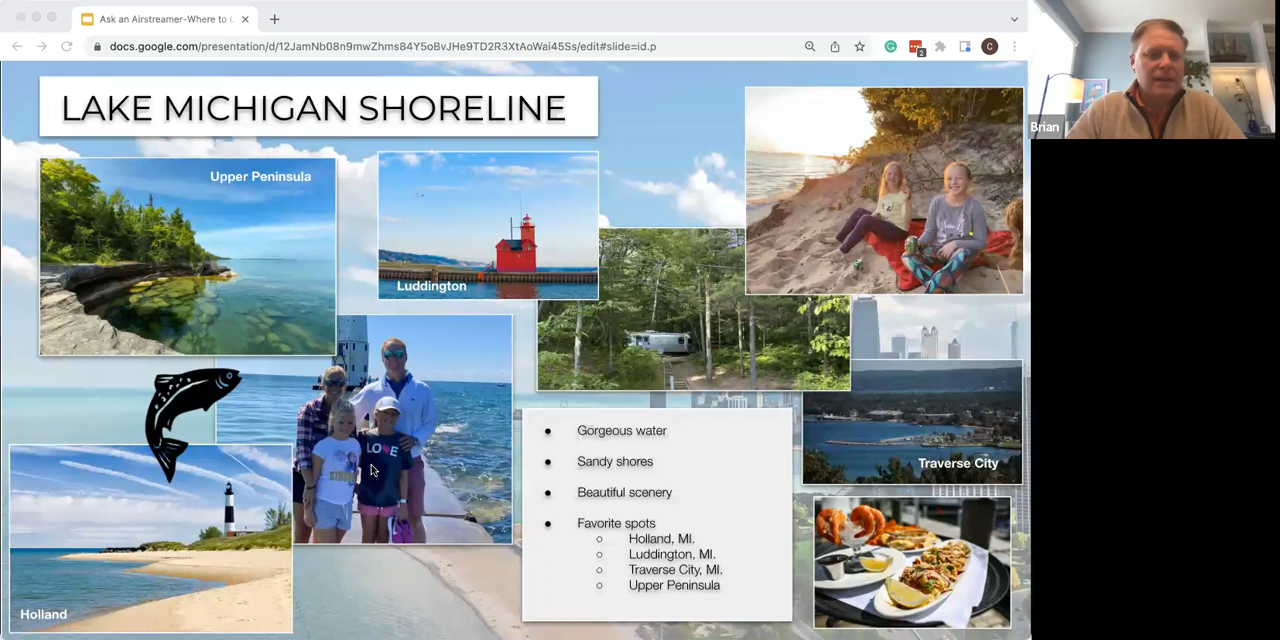 Ask an Airstreamer-Where to
docs.google.com/presentation/d/12JamNb08n9mwZhms84Y5oBvJHe9TD2R3XtAoWai45Ss/edit#slide=id.p
2
C
Brian
LAKE MICHIGAN SHORELINE
Upper Peninsula
Luddington
LOVE
Traverse City
Holland
Gorgeous water
Sandy shores
Beautiful scenery
Favorite spots
Holland, MI.
Luddington, MI.
Traverse City, MI.
Upper Peninsula